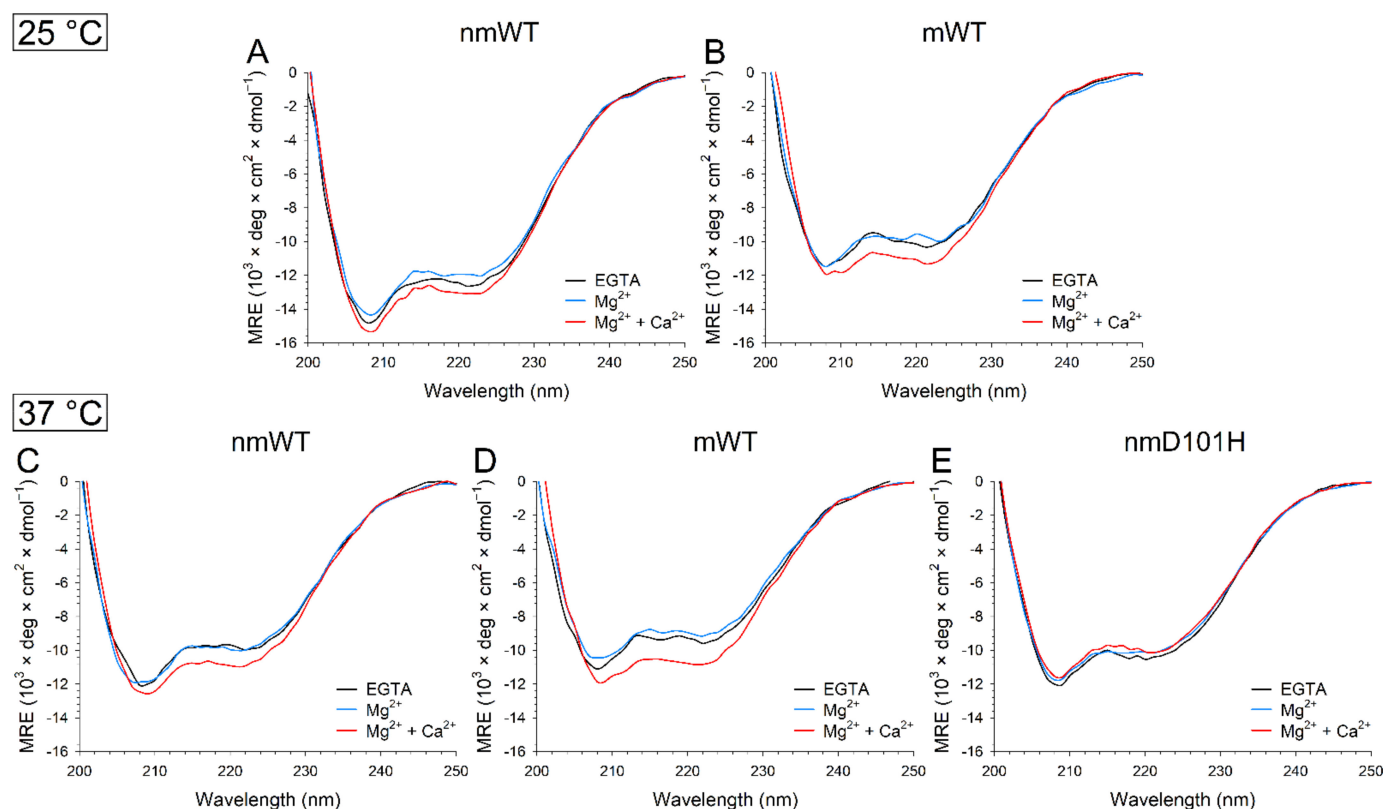 25 °C
A
nmWT
MRE (10³ × deg × cm² × dmol⁻¹)
0
-2
-4
-6
-8
-10
-12
-14
-16
EGTA
Mg²⁺
Mg²⁺ + Ca²⁺
200 210 220 230 240 250
Wavelength (nm)
B
mWT
MRE (10³ × deg × cm² × dmol⁻¹)
0
-2
-4
-6
-8
-10
-12
-14
-16
EGTA
Mg²⁺
Mg²⁺ + Ca²⁺
200 210 220 230 240 250
Wavelength (nm)
37 °C
C
nmWT
MRE (10³ × deg × cm² × dmol⁻¹)
0
-2
-4
-6
-8
-10
-12
-14
-16
EGTA
Mg²⁺
Mg²⁺ + Ca²⁺
200 210 220 230 240 250
Wavelength (nm)
D
mWT
MRE (10³ × deg × cm² × dmol⁻¹)
0
-2
-4
-6
-8
-10
-12
-14
-16
EGTA
Mg²⁺
Mg²⁺ + Ca²⁺
200 210 220 230 240 250
Wavelength (nm)
E
nmD101H
MRE (10³ × deg × cm² × dmol⁻¹)
0
-2
-4
-6
-8
-10
-12
-14
-16
EGTA
Mg²⁺
Mg²⁺ + Ca²⁺
200 210 220 230 240 250
Wavelength (nm)